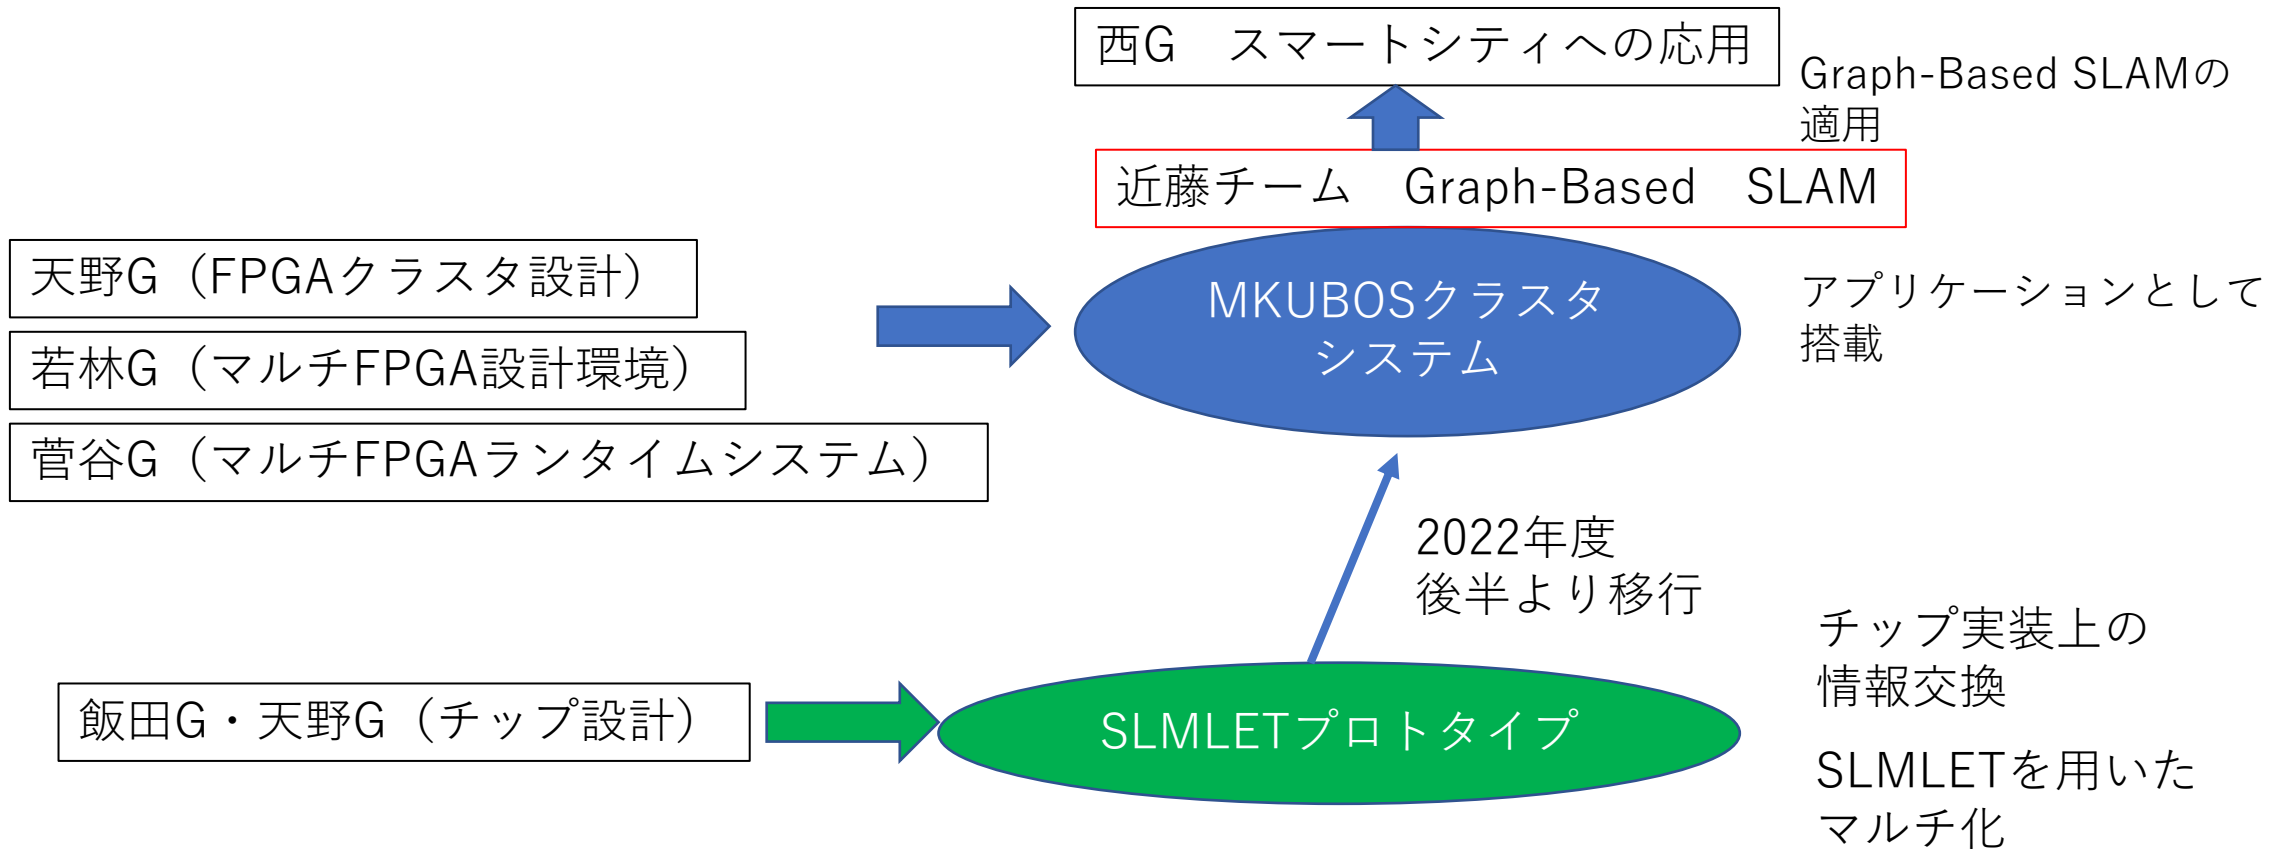 西G　スマートシティへの応用
Graph-Based SLAMの
適用
近藤チーム　Graph-Based　SLAM
天野G（FPGAクラスタ設計）
若林G（マルチFPGA設計環境）
菅谷G（マルチFPGAランタイムシステム）
MKUBOSクラスタ
システム
アプリケーションとして
搭載
2022年度
後半より移行
飯田G・天野G（チップ設計）
SLMLETプロトタイプ
チップ実装上の
情報交換
SLMLETを用いた
マルチ化